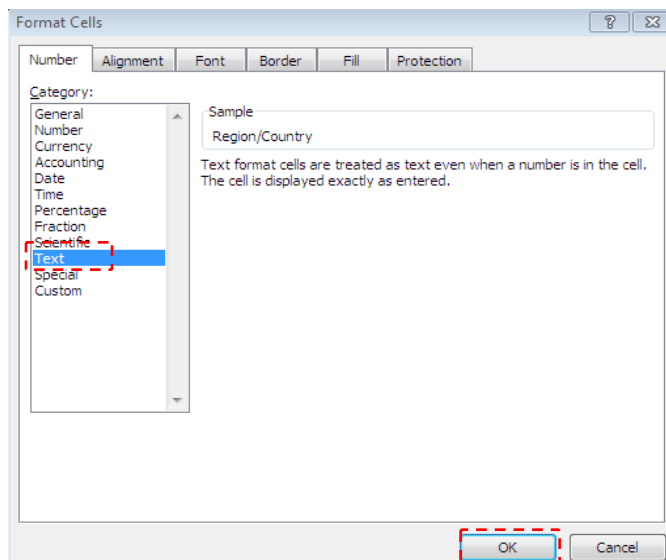 Format Cells
Number Alignment Font Border Fill Protection
Category:
General
Number
Currency
Accounting
Date
Time
Percentage
Fraction
Scientific
Text
Special
Custom
Sample
Region/Country
Text format cells are treated as text even when a number is in the cell.
The cell is displayed exactly as entered.
OK Cancel